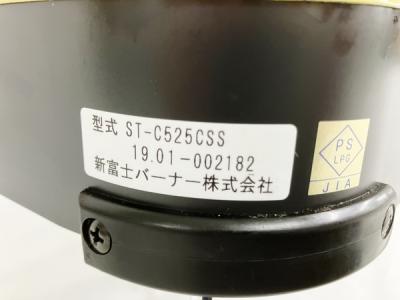 型式 ST-C525CSS
19.01-002182
新富士バーナー株式会社
PS
LPG
JIA